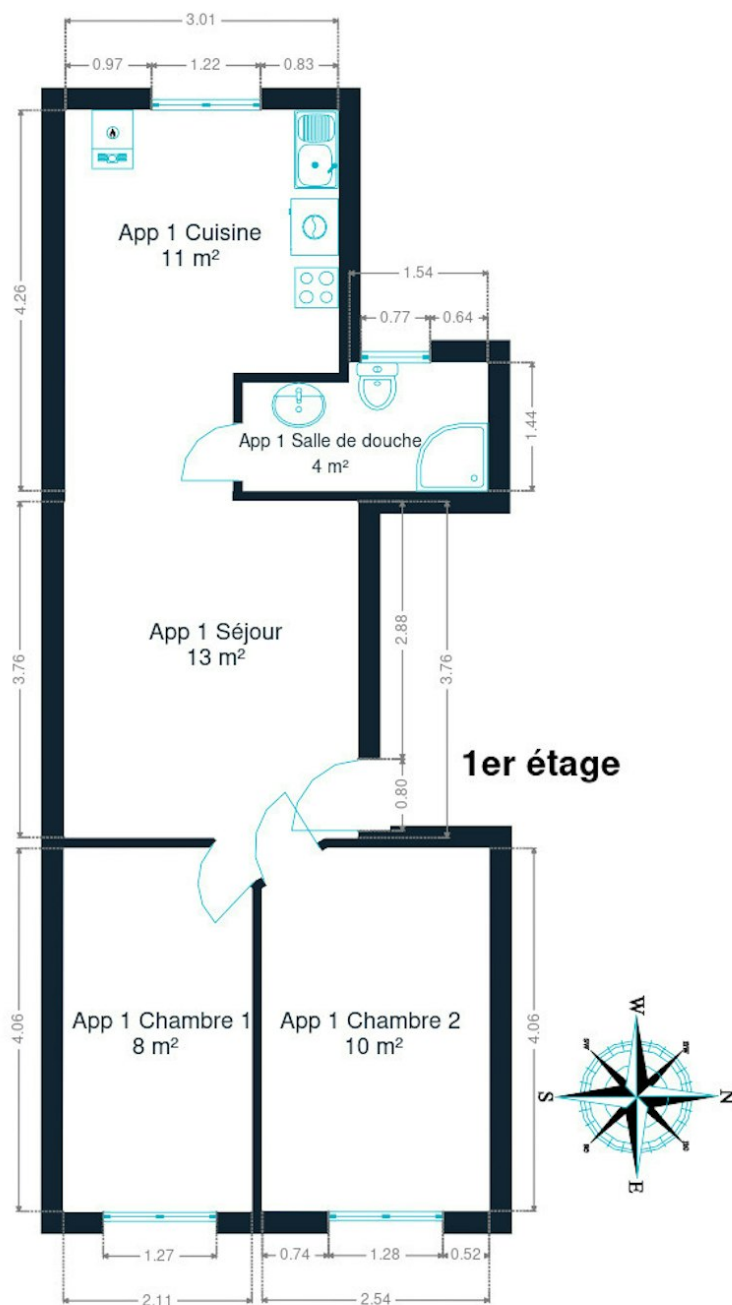 3.01
0.97
1.22
0.83
App 1 Cuisine
11 m²
4.26
1.54
0.77
0.64
App 1 Salle de douche
4 m²
1.44
App 1 Séjour
13 m²
3.76
2.88
3.76
0.80
1er étage
App 1 Chambre 1
8 m²
App 1 Chambre 2
10 m²
4.06
4.06
W
S
N
E
1.27
0.74
1.28
0.52
2.11
2.54